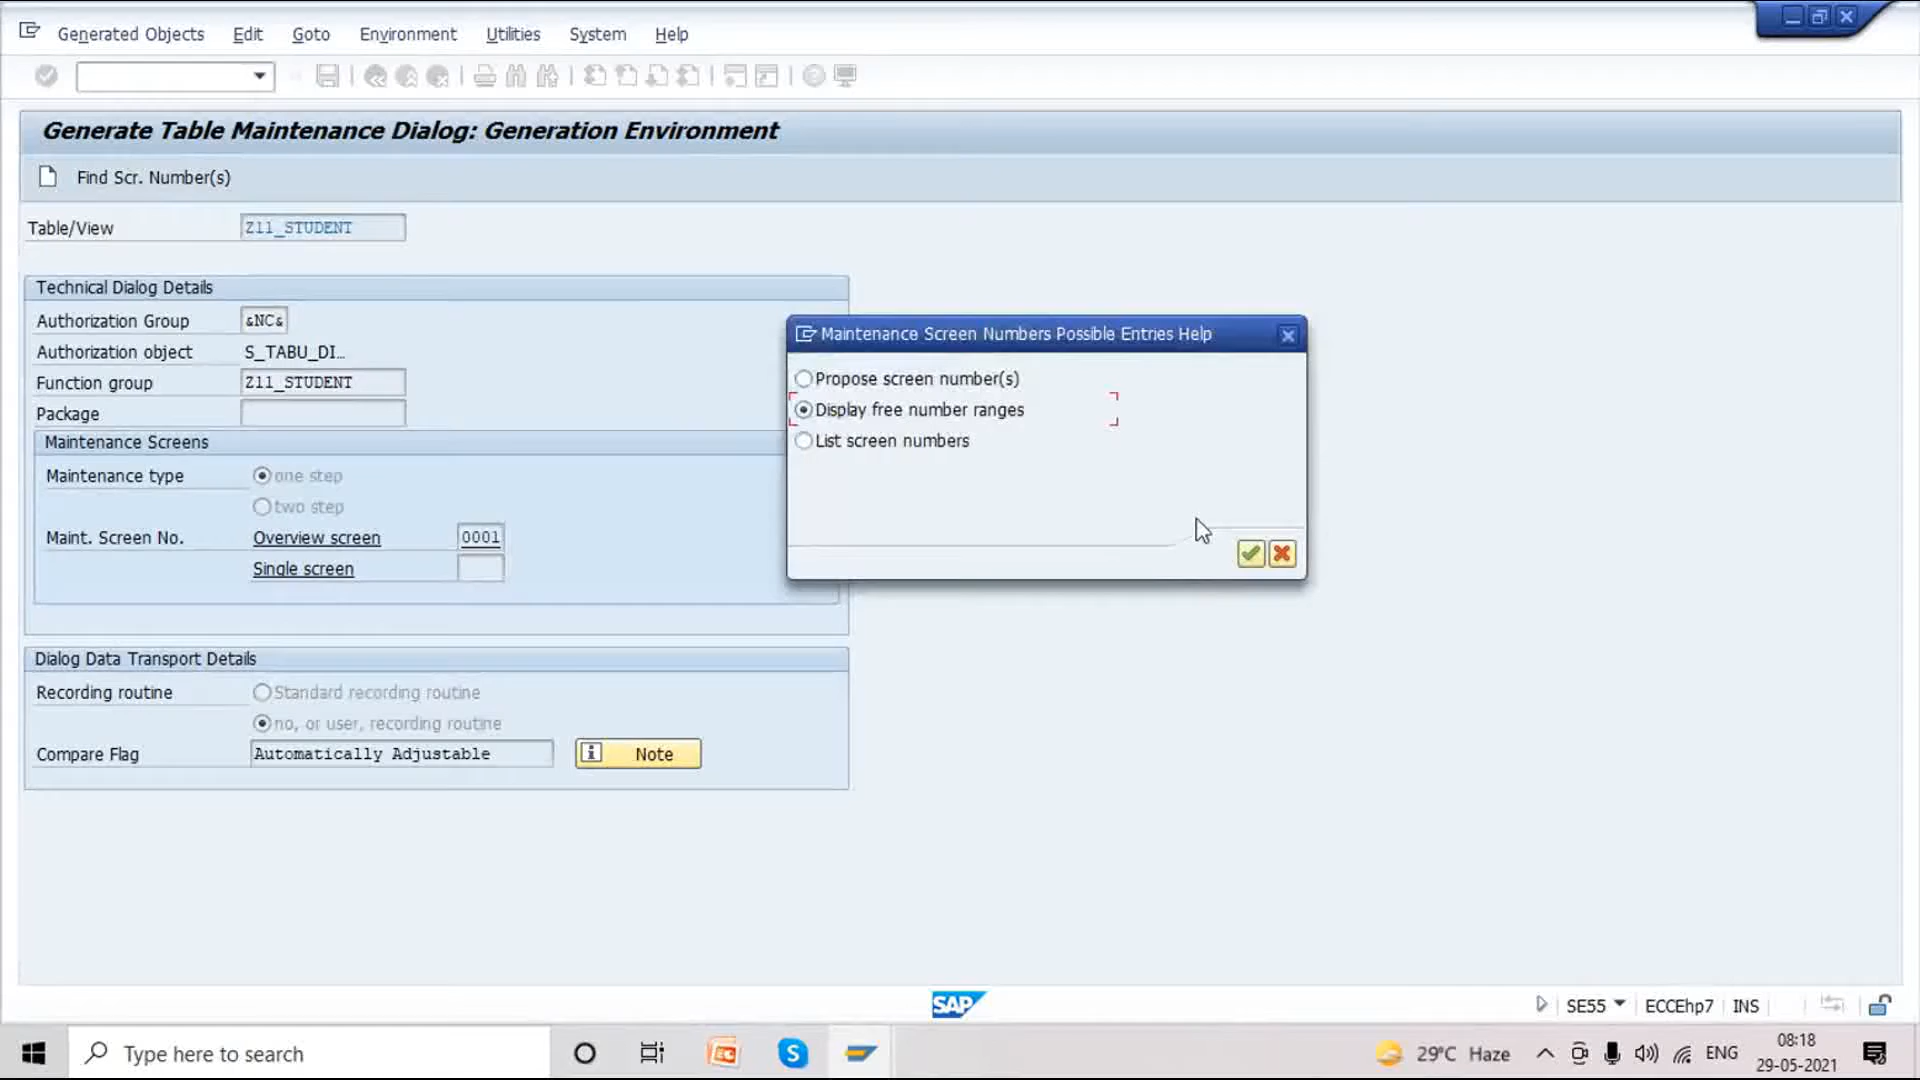 Generated Objects Edit Goto Environment Utilities System Help
Generate Table Maintenance Dialog: Generation Environment
Find Scr. Number(s)
Table/View Z11_STUDENT
Technical Dialog Details
Authorization Group &NC&
Authorization object S_TABU_DI...
Function group Z11_STUDENT
Package
Maintenance Screens
Maintenance type one step
two step
Maint. Screen No. Overview screen 0001
Single screen
Dialog Data Transport Details
Recording routine Standard recording routine
no, or user, recording routine
Compare Flag Automatically Adjustable Note
Maintenance Screen Numbers Possible Entries Help
Propose screen number(s)
Display free number ranges
List screen numbers
SAP
SE55 ECCEhp7 INS
Type here to search
29°C Haze ENG
08:18
29-05-2021